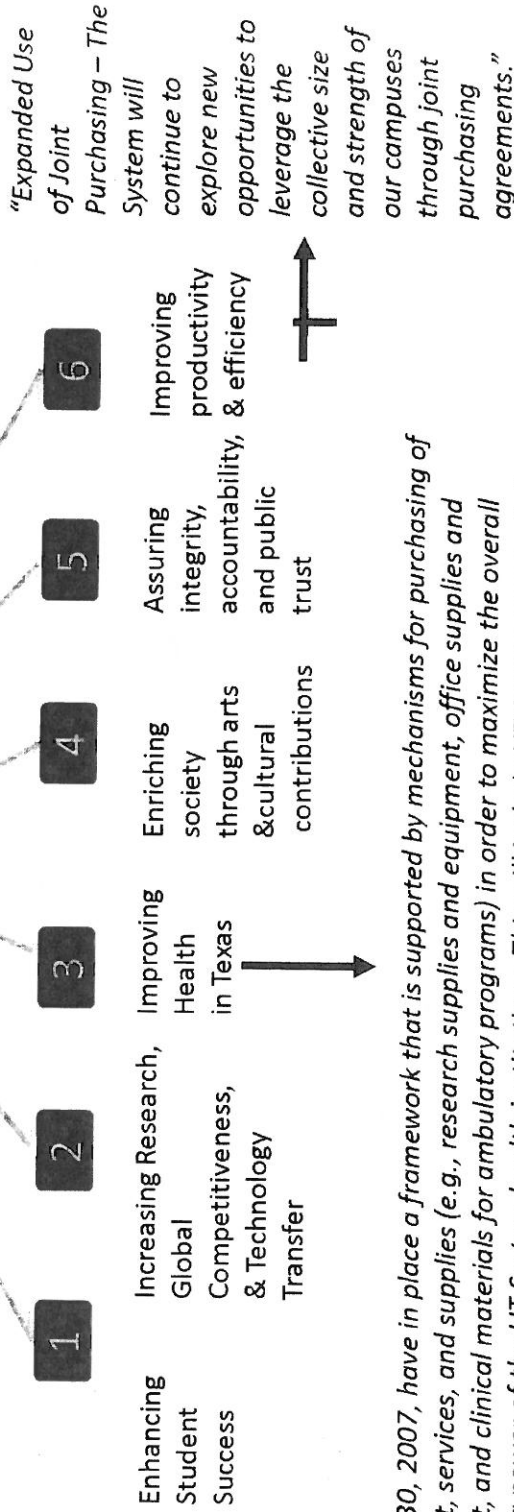 1
Enhancing
Student
Success
2
Increasing Research,
Global
Competitiveness,
& Technology
Transfer
3
Improving
Health
in Texas
4
Enriching
society
through arts
&cultural
contributions
5
Assuring
integrity,
accountability,
and public
trust
6
Improving
productivity
& efficiency
"Expanded Use
of Joint
Purchasing – The
System will
continue to
explore new
opportunities to
leverage the
collective size
and strength of
our campuses
through joint
purchasing
agreements."
30, 2007, have in place a framework that is supported by mechanisms for purchasing of
t, services, and supplies (e.g., research supplies and equipment, office supplies and
t, and clinical materials for ambulatory programs) in order to maximize the overall